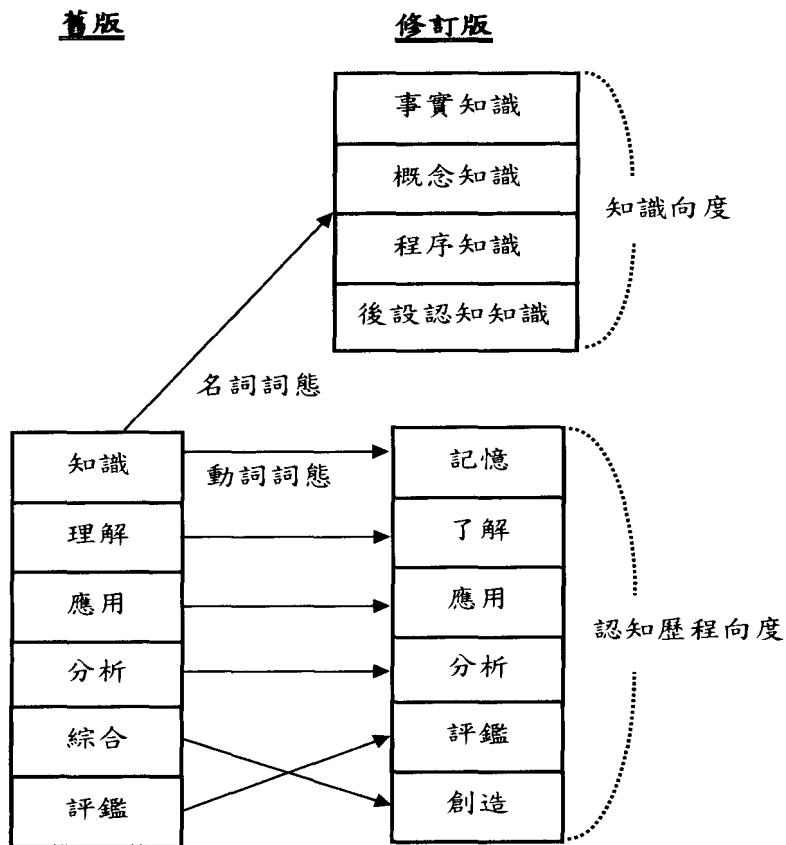 舊版
修訂版
事實知識
概念知識
程序知識
後設認知知識
知識向度
名詞詞態
動詞詞態
知識
理解
應用
分析
綜合
評鑑
記憶
了解
應用
分析
評鑑
創造
認知歷程向度